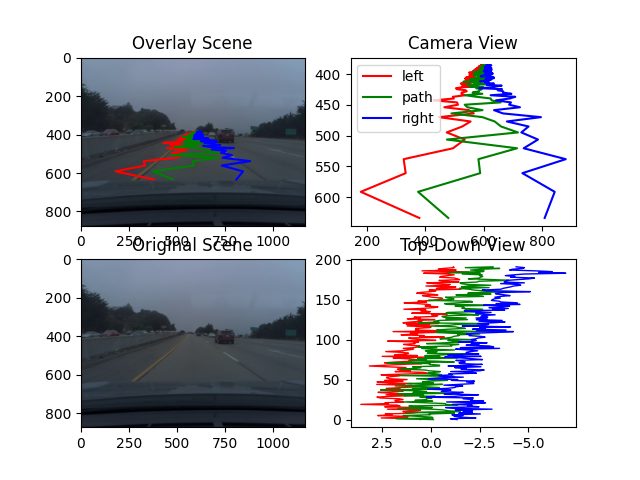 Overlay Scene
0
200
400
600
800
0 250 500 750 1000
Camera View
left
path
right
400
450
500
550
600
200 400 600 800
Original Scene
0
200
400
600
800
0 250 500 750 1000
Top-Down View
200
150
100
50
0
2.5 0.0 −2.5 −5.0